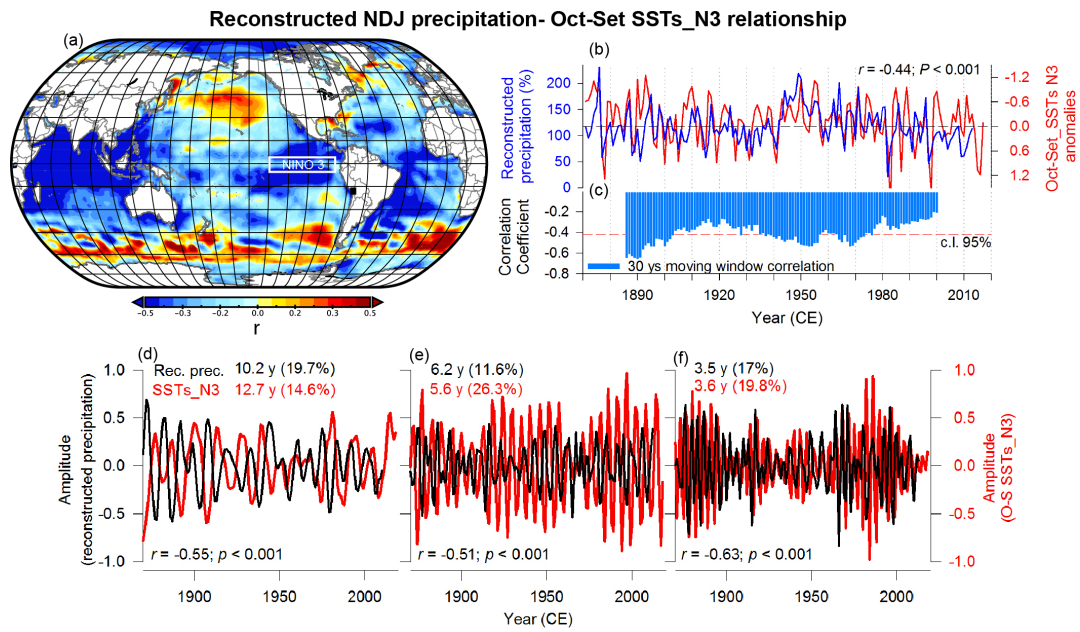 Reconstructed NDJ precipitation- Oct-Set SSTs_N3 relationship
(a)
NINO 3
-0.5 -0.3 -0.2 0.0 0.2 0.3 0.5
r
(b)
r = -0.44; P < 0.001
Reconstructed
precipitation (%)
200
150
100
50
0
-1.2
-0.6
0.0
0.6
1.2
Oct-Set_SSTs N3
anomalies
(c)
Correlation
Coefficient
-0.2
-0.4
-0.6
-0.8
c.l. 95%
30 ys moving window correlation
1890 1920 1950 1980 2010
Year (CE)
(d)
Rec. prec. 10.2 y (19.7%)
SSTs_N3 12.7 y (14.6%)
Amplitude
(reconstructed precipitation)
1.0
0.5
0.0
-0.5
-1.0
r = -0.55; p < 0.001
1900 1950 2000
(e)
6.2 y (11.6%)
5.6 y (26.3%)
r = -0.51; p < 0.001
1900 1950 2000
Year (CE)
(f)
3.5 y (17%)
3.6 y (19.8%)
r = -0.63; p < 0.001
1900 1950 2000
1.0
0.5
0.0
-0.5
-1.0
Amplitude
(O-S SSTs_N3)